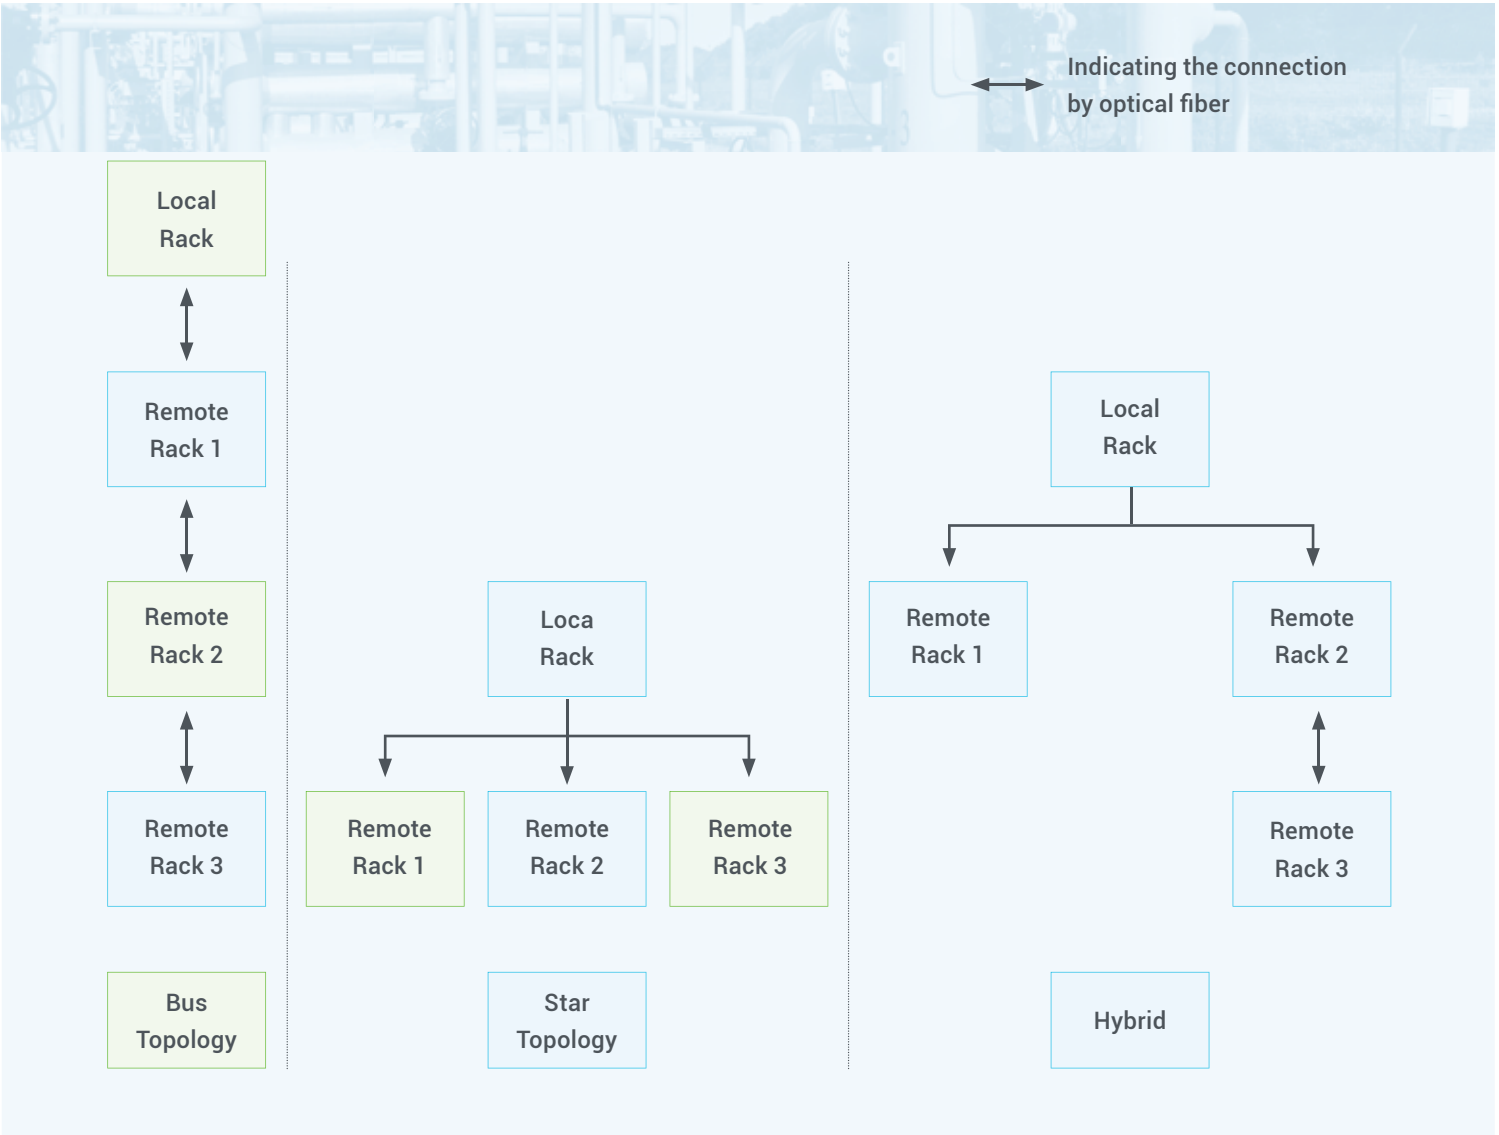 Indicating the connection
by optical fiber
Local
Rack
Remote
Rack 1
Remote
Rack 2
Remote
Rack 3
Bus
Topology
Loca
Rack
Remote
Rack 1
Remote
Rack 2
Remote
Rack 3
Star
Topology
Local
Rack
Remote
Rack 1
Remote
Rack 2
Remote
Rack 3
Hybrid